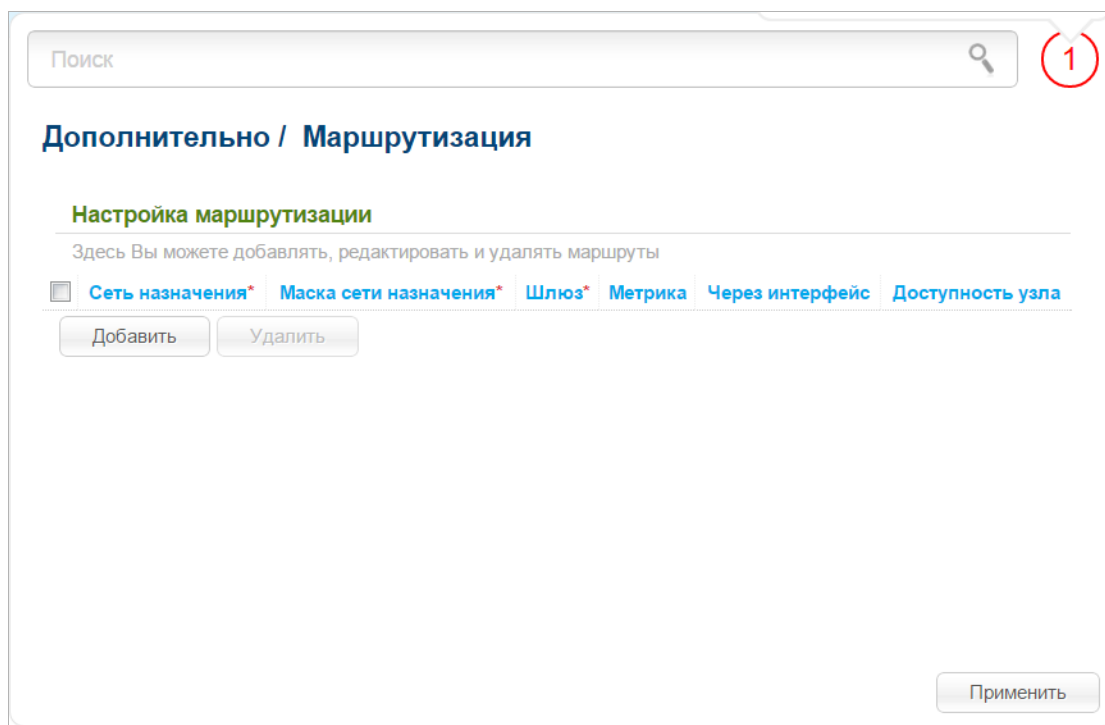 Поиск
1
Дополнительно / Маршрутизация
Настройка маршрутизации
Здесь Вы можете добавлять, редактировать и удалять маршруты
Сеть назначения* Маска сети назначения* Шлюз* Метрика Через интерфейс Доступность узла
Добавить Удалить
Применить